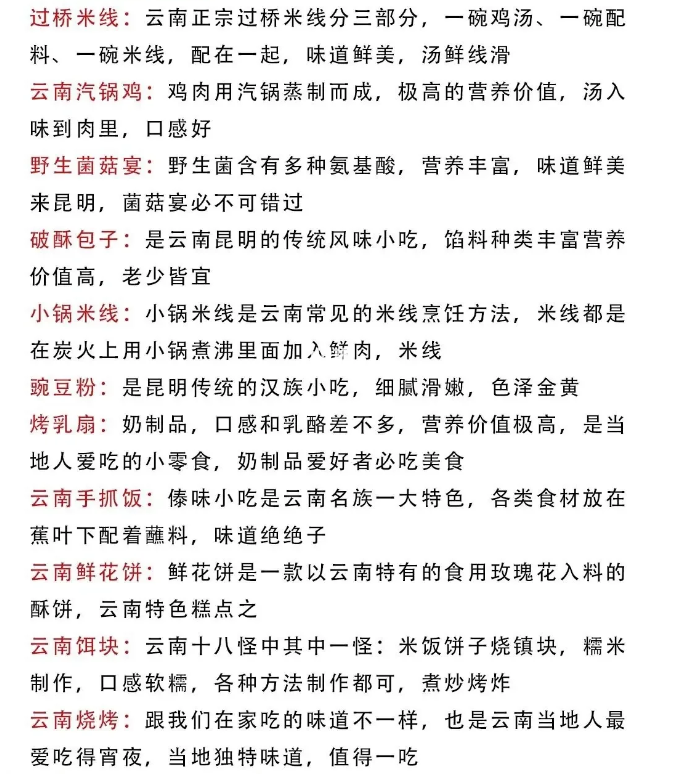 过桥米线：云南正宗过桥米线分三部分，一碗鸡汤、一碗配
料、一碗米线，配在一起，味道鲜美，汤鲜线滑
云南汽锅鸡：鸡肉用汽锅蒸制而成，极高的营养价值，汤入
味到肉里，口感好
野生菌菇宴：野生菌含有多种氨基酸，营养丰富，味道鲜美
来昆明，菌菇宴必不可错过
破酥包子：是云南昆明的传统风味小吃，馅料种类丰富营养
价值高，老少皆宜
小锅米线：小锅米线是云南常见的米线烹饪方法，米线都是
在炭火上用小锅煮沸里面加入鲜肉，米线
豌豆粉：是昆明传统的汉族小吃，细腻滑嫩，色泽金黄
烤乳扇：奶制品，口感和乳酪差不多，营养价值极高，是当
地人爱吃的小零食，奶制品爱好者必吃美食
云南手抓饭：傣味小吃是云南名族一大特色，各类食材放在
蕉叶下配着蘸料，味道绝绝子
云南鲜花饼：鲜花饼是一款以云南特有的食用玫瑰花入料的
酥饼，云南特色糕点之
云南饵块：云南十八怪中其中一怪：米饭饼子烧镇块，糯米
制作，口感软糯，各种方法制作都可，煮炒烤炸
云南烧烤：跟我们在家吃的味道不一样，也是云南当地人最
爱吃得宵夜，当地独特味道，值得一吃